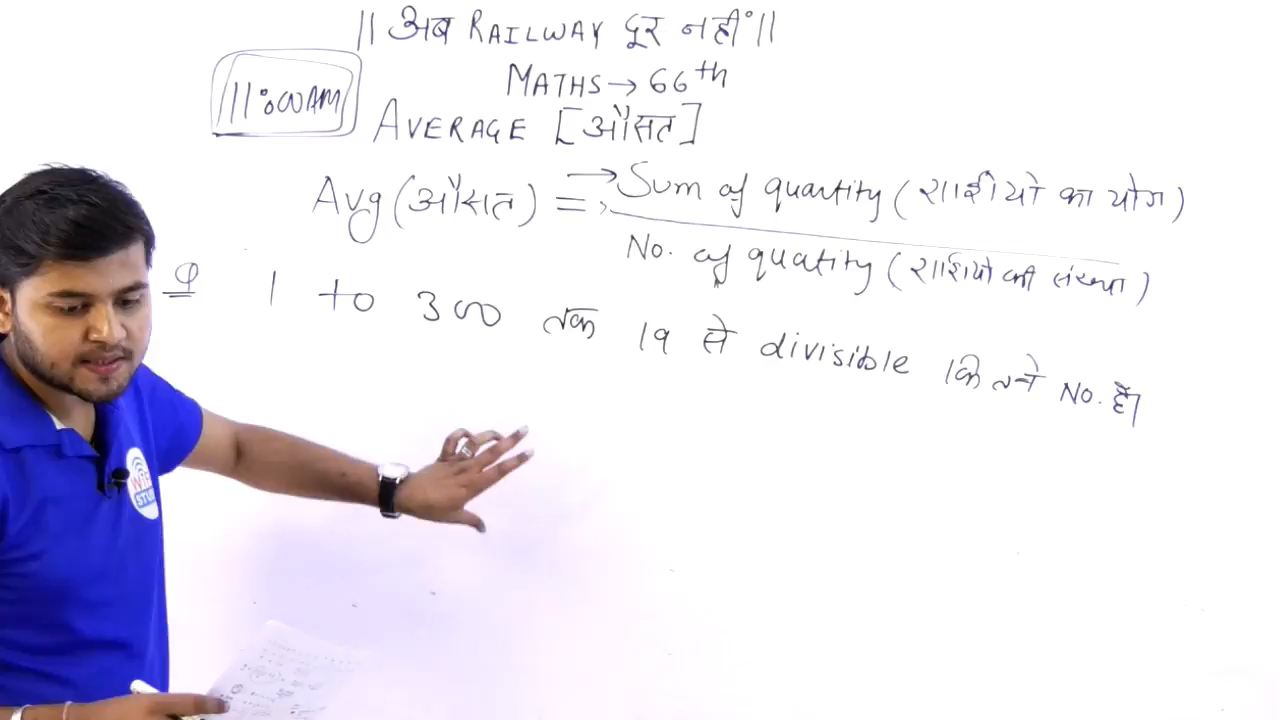 || अब RAILWAY दूर नहीं ||
MATHS → 66th
11:00AM
AVERAGE [औसत]
Avg (औसत) = → Sum of quantity (राशीयो का योग)
No. of quatity (राशियो की संख्या)
Q 1 to 300 तक 19 से divisible कितने No. हैं|